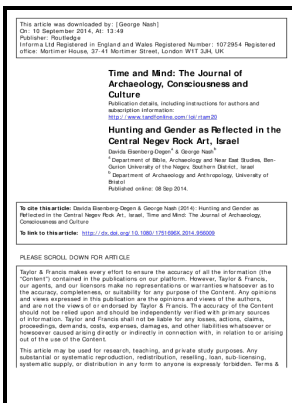 This article was downloaded by: [George Nash]
On: 10 September 2014, At: 13:49
Publisher: Routledge
Informa Ltd Registered in England and Wales Registered Number: 1072954 Registered
office: Mortimer House, 37-41 Mortimer Street, London W1T 3JH, UK
Time and Mind: The Journal of
Archaeology, Consciousness and
Culture
Publication details, including instructions for authors and
subscription information:
http://www.tandfonline.com/loi/rtam20
Hunting and Gender as Reflected in the
Central Negev Rock Art, Israel
Davida Eisenberg-Degen a & George Nash b
a Department of Bible, Archaeology and Near East Studies, Ben-
Gurion University of the Negev, Southern District, Israel
b Department of Archaeology and Anthropology, University of
Bristol
Published online: 08 Sep 2014.
To cite this article: Davida Eisenberg-Degen & George Nash (2014): Hunting and Gender as
Reflected in the Central Negev Rock Art, Israel, Time and Mind: The Journal of Archaeology,
Consciousness and Culture
To link to this article: http://dx.doi.org/10.1080/1751696X.2014.956009
PLEASE SCROLL DOWN FOR ARTICLE
Taylor & Francis makes every effort to ensure the accuracy of all the information (the
"Content") contained in the publications on our platform. However, Taylor & Francis,
our agents, and our licensors make no representations or warranties whatsoever as to
the accuracy, completeness, or suitability for any purpose of the Content. Any opinions
and views expressed in this publication are the opinions and views of the authors,
and are not the views of or endorsed by Taylor & Francis. The accuracy of the Content
should not be relied upon and should be independently verified with primary sources
of information. Taylor and Francis shall not be liable for any losses, actions, claims,
proceedings, demands, costs, expenses, damages, and other liabilities whatsoever or
howsoever caused arising directly or indirectly in connection with, in relation to or arising
out of the use of the Content.
This article may be used for research, teaching, and private study purposes. Any
substantial or systematic reproduction, redistribution, reselling, loan, sub-licensing,
systematic supply, or distribution in any form to anyone is expressly forbidden. Terms &